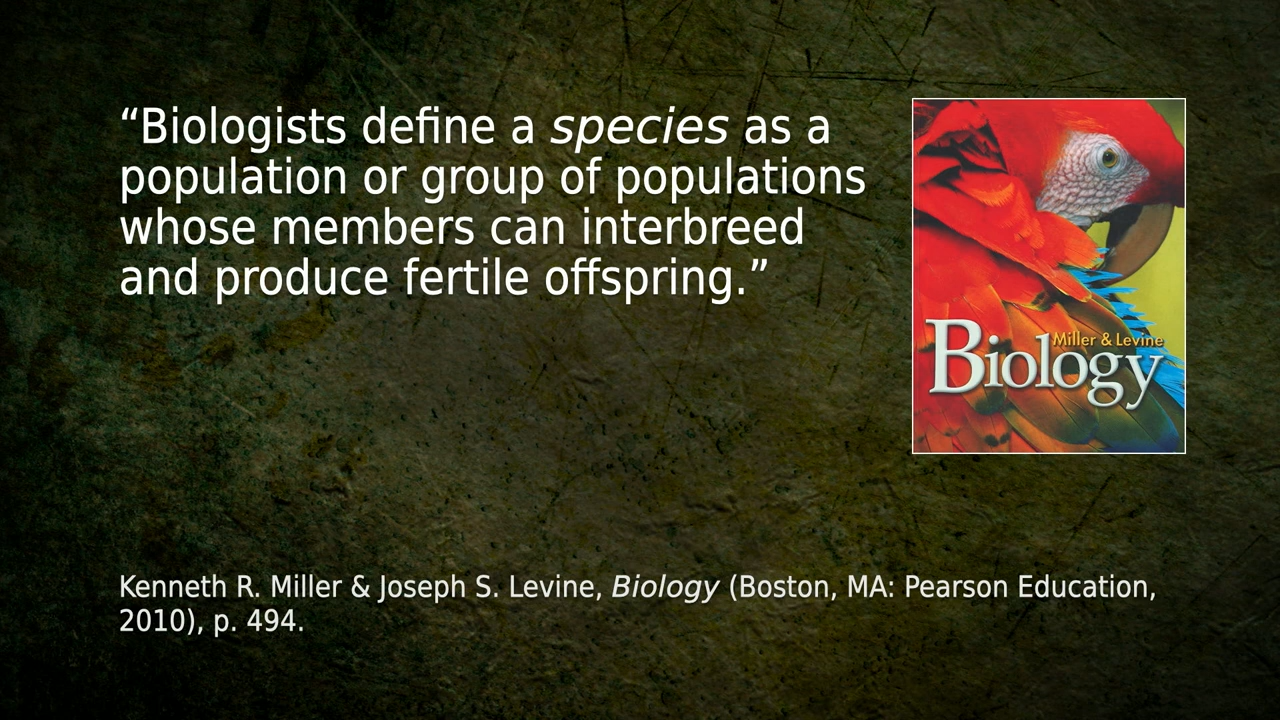 “Biologists define a species as a
population or group of populations
whose members can interbreed
and produce fertile offspring.”
Miller & Levine
Biology
Kenneth R. Miller & Joseph S. Levine, Biology (Boston, MA: Pearson Education,
2010), p. 494.